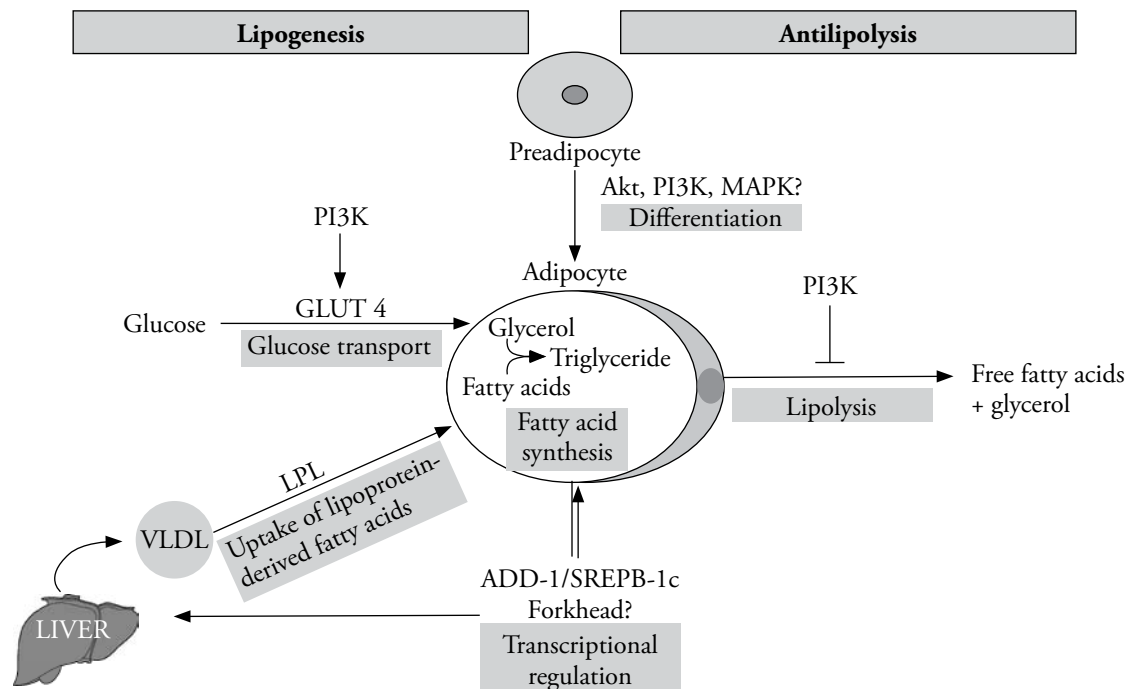 Lipogenesis
Antilipolysis
Preadipocyte
Akt, PI3K, MAPK?
Differentiation
PI3K
Adipocyte
PI3K
GLUT 4
Glucose
Glucose transport
Glycerol
Triglyceride
Fatty acids
Fatty acid
synthesis
Free fatty acids
+ glycerol
Lipolysis
LPL
Uptake of lipoprotein-
derived fatty acids
VLDL
ADD-1/SREPB-1c
Forkhead?
LIVER
Transcriptional
regulation